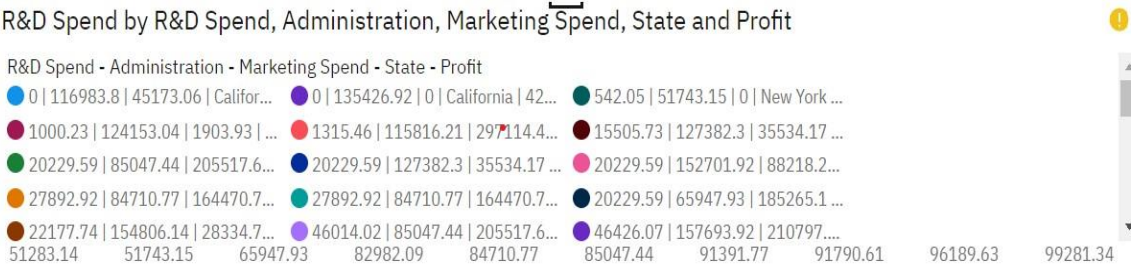 R&D Spend by R&D Spend, Administration, Marketing Spend, State and Profit
R&D Spend - Administration - Marketing Spend - State - Profit
0 | 116983.8 | 45173.06 | Califor... 0 | 135426.92 | 0 | California | 42... 542.05 | 51743.15 | 0 | New York ...
1000.23 | 124153.04 | 1903.93 | ... 1315.46 | 115816.21 | 297114.4... 15505.73 | 127382.3 | 35534.17 ...
20229.59 | 85047.44 | 205517.6... 20229.59 | 127382.3 | 35534.17 ... 20229.59 | 152701.92 | 88218.2...
27892.92 | 84710.77 | 164470.7... 27892.92 | 84710.77 | 164470.7... 20229.59 | 65947.93 | 185265.1 ...
22177.74 | 154806.14 | 28334.7... 46014.02 | 85047.44 | 205517.6... 46426.07 | 157693.92 | 210797....
51283.14 51743.15 65947.93 82982.09 84710.77 85047.44 91391.77 91790.61 96189.63 99281.34